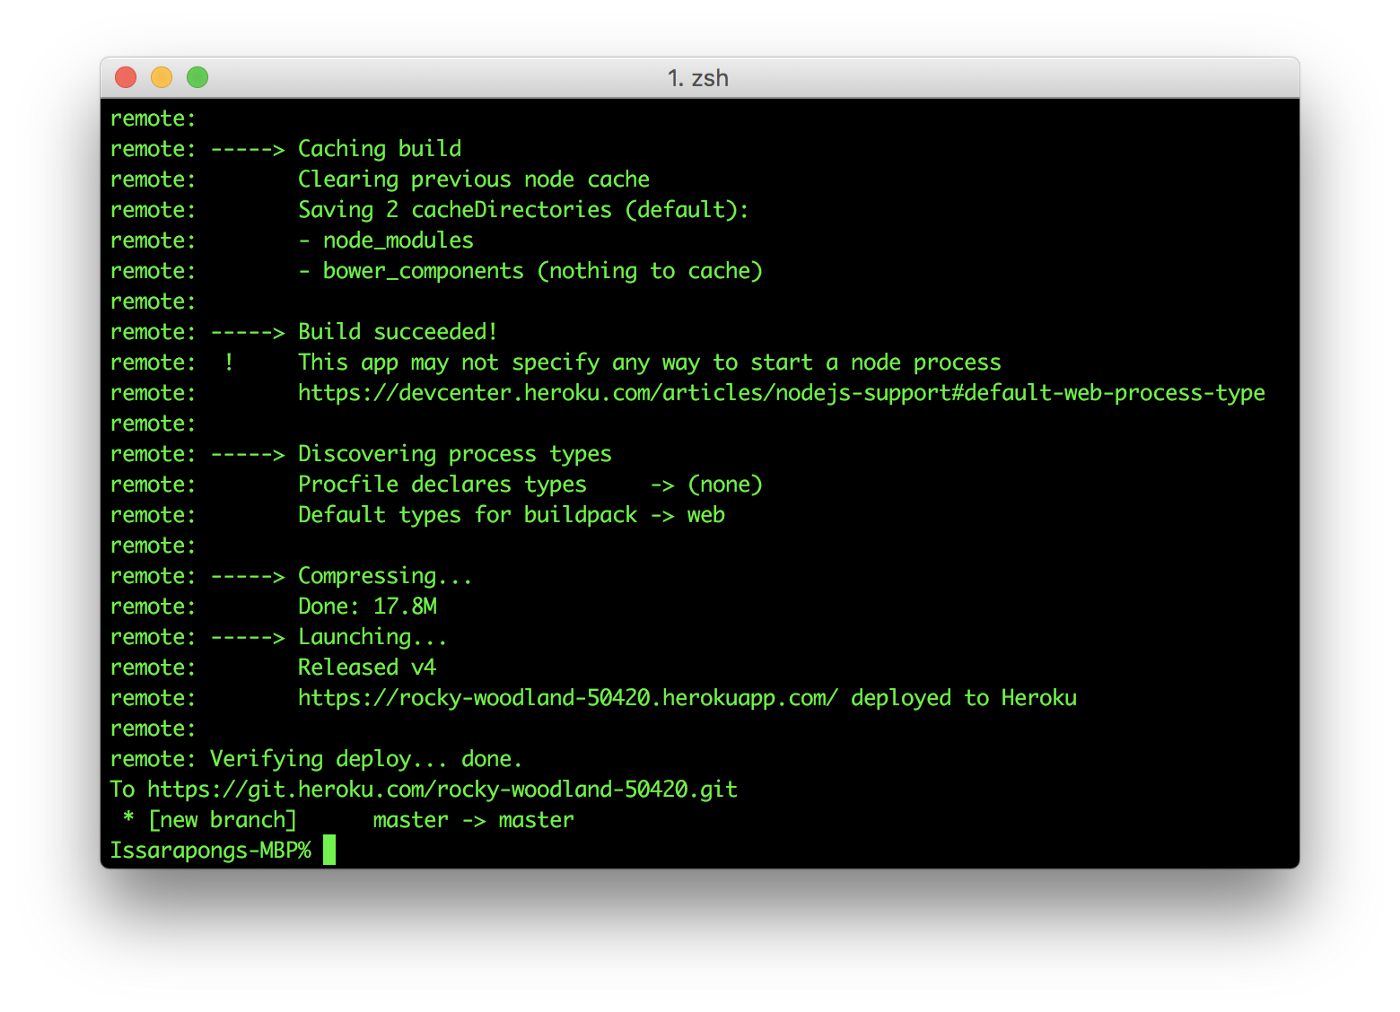 1. zsh
remote:
remote: -----> Caching build
remote:        Clearing previous node cache
remote:        Saving 2 cacheDirectories (default):
remote:        - node_modules
remote:        - bower_components (nothing to cache)
remote:
remote: -----> Build succeeded!
remote:  !     This app may not specify any way to start a node process
remote:        https://devcenter.heroku.com/articles/nodejs-support#default-web-process-type
remote:
remote: -----> Discovering process types
remote:        Procfile declares types     -> (none)
remote:        Default types for buildpack -> web
remote:
remote: -----> Compressing...
remote:        Done: 17.8M
remote: -----> Launching...
remote:        Released v4
remote:        https://rocky-woodland-50420.herokuapp.com/ deployed to Heroku
remote:
remote: Verifying deploy... done.
To https://git.heroku.com/rocky-woodland-50420.git
 * [new branch]      master -> master
Issarapongs-MBP%